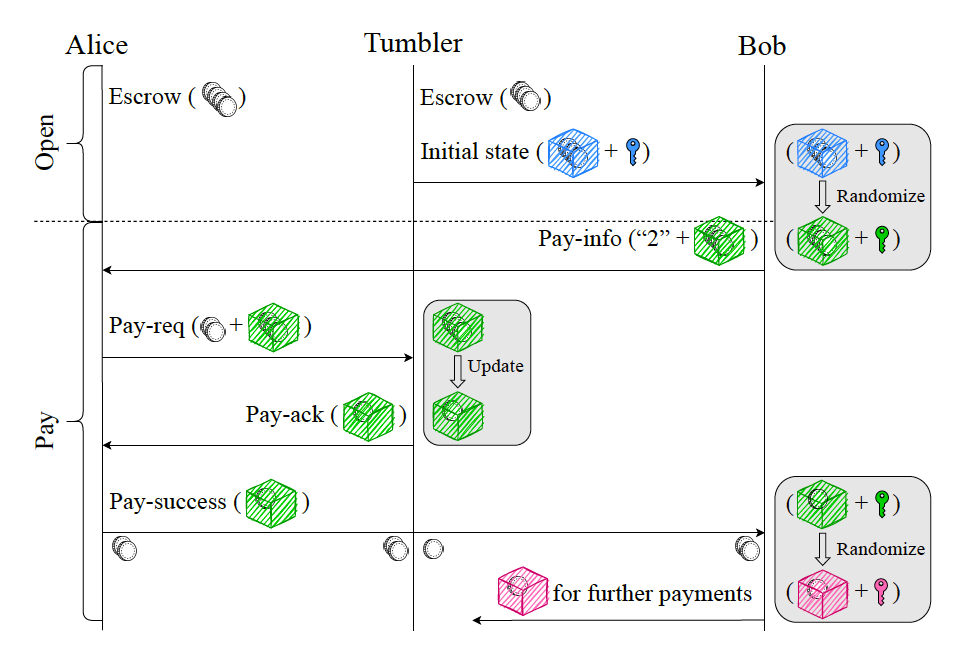 Alice
Tumbler
Bob
Open
Escrow ( )
Escrow ( )
Initial state ( + )
( + )
Randomize
( + )
Pay-info (“2” + )
Pay
Pay-req ( + )
Update
Pay-ack ( )
Pay-success ( )
( + )
Randomize
( + )
for further payments